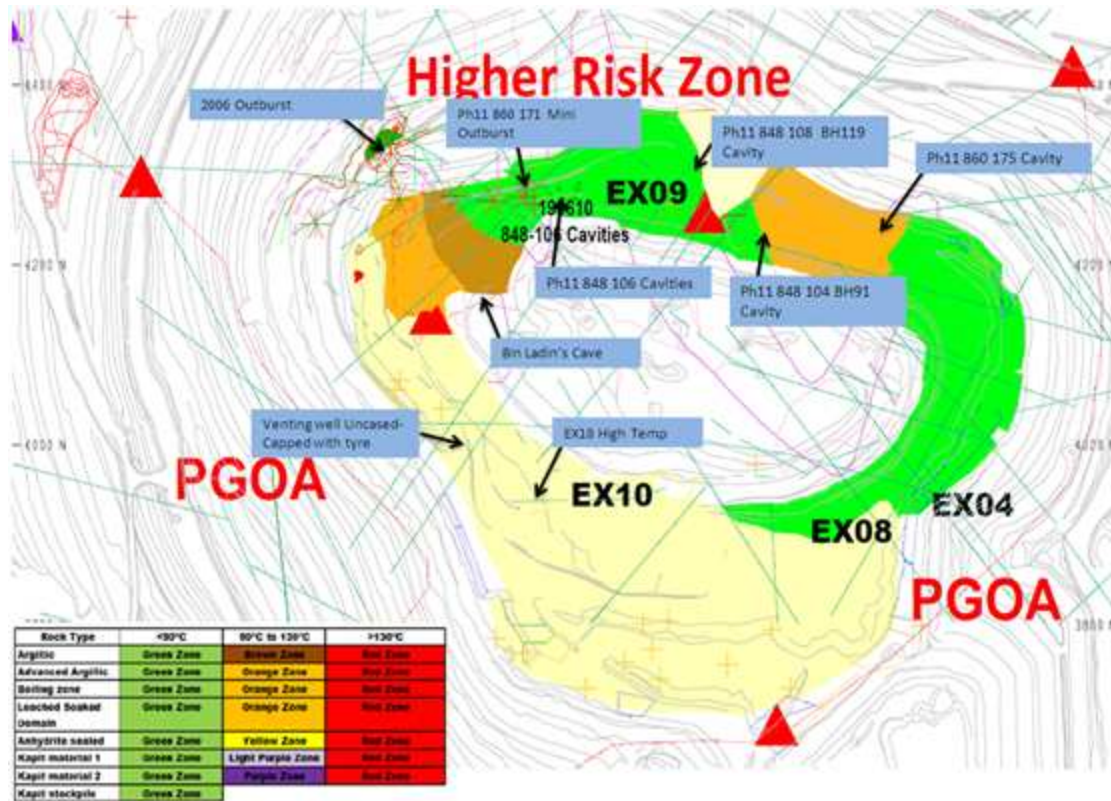 Higher Risk Zone
2006 Outburst
Ph11 860 171 Mini
Outburst
Ph11 848 108 BH119
Cavity
Ph11 860 175 Cavity
EX09
848-106 Cavities
Ph11 848 106 Cavities
Ph11 848 104 BH91
Cavity
Bin Ladin's Cave
Venting well Uncased-
Capped with tyre
EX10 High Temp
4200 N
4000 N
PGOA
EX10
EX08
EX04
PGOA
Rock Type <90°C 90°C to 130°C >130°C
Argillic Green Zone Brown Zone Red Zone
Advanced Argillic Green Zone Orange Zone Red Zone
Boiling zone Green Zone Orange Zone Red Zone
Leached Soaked Green Zone Orange Zone Red Zone
Domain
Anhydrite sealed Green Zone Yellow Zone Red Zone
Kapit material 1 Green Zone Light Purple Zone Red Zone
Kapit material 2 Green Zone Purple Zone Red Zone
Kapit stockpile Green Zone